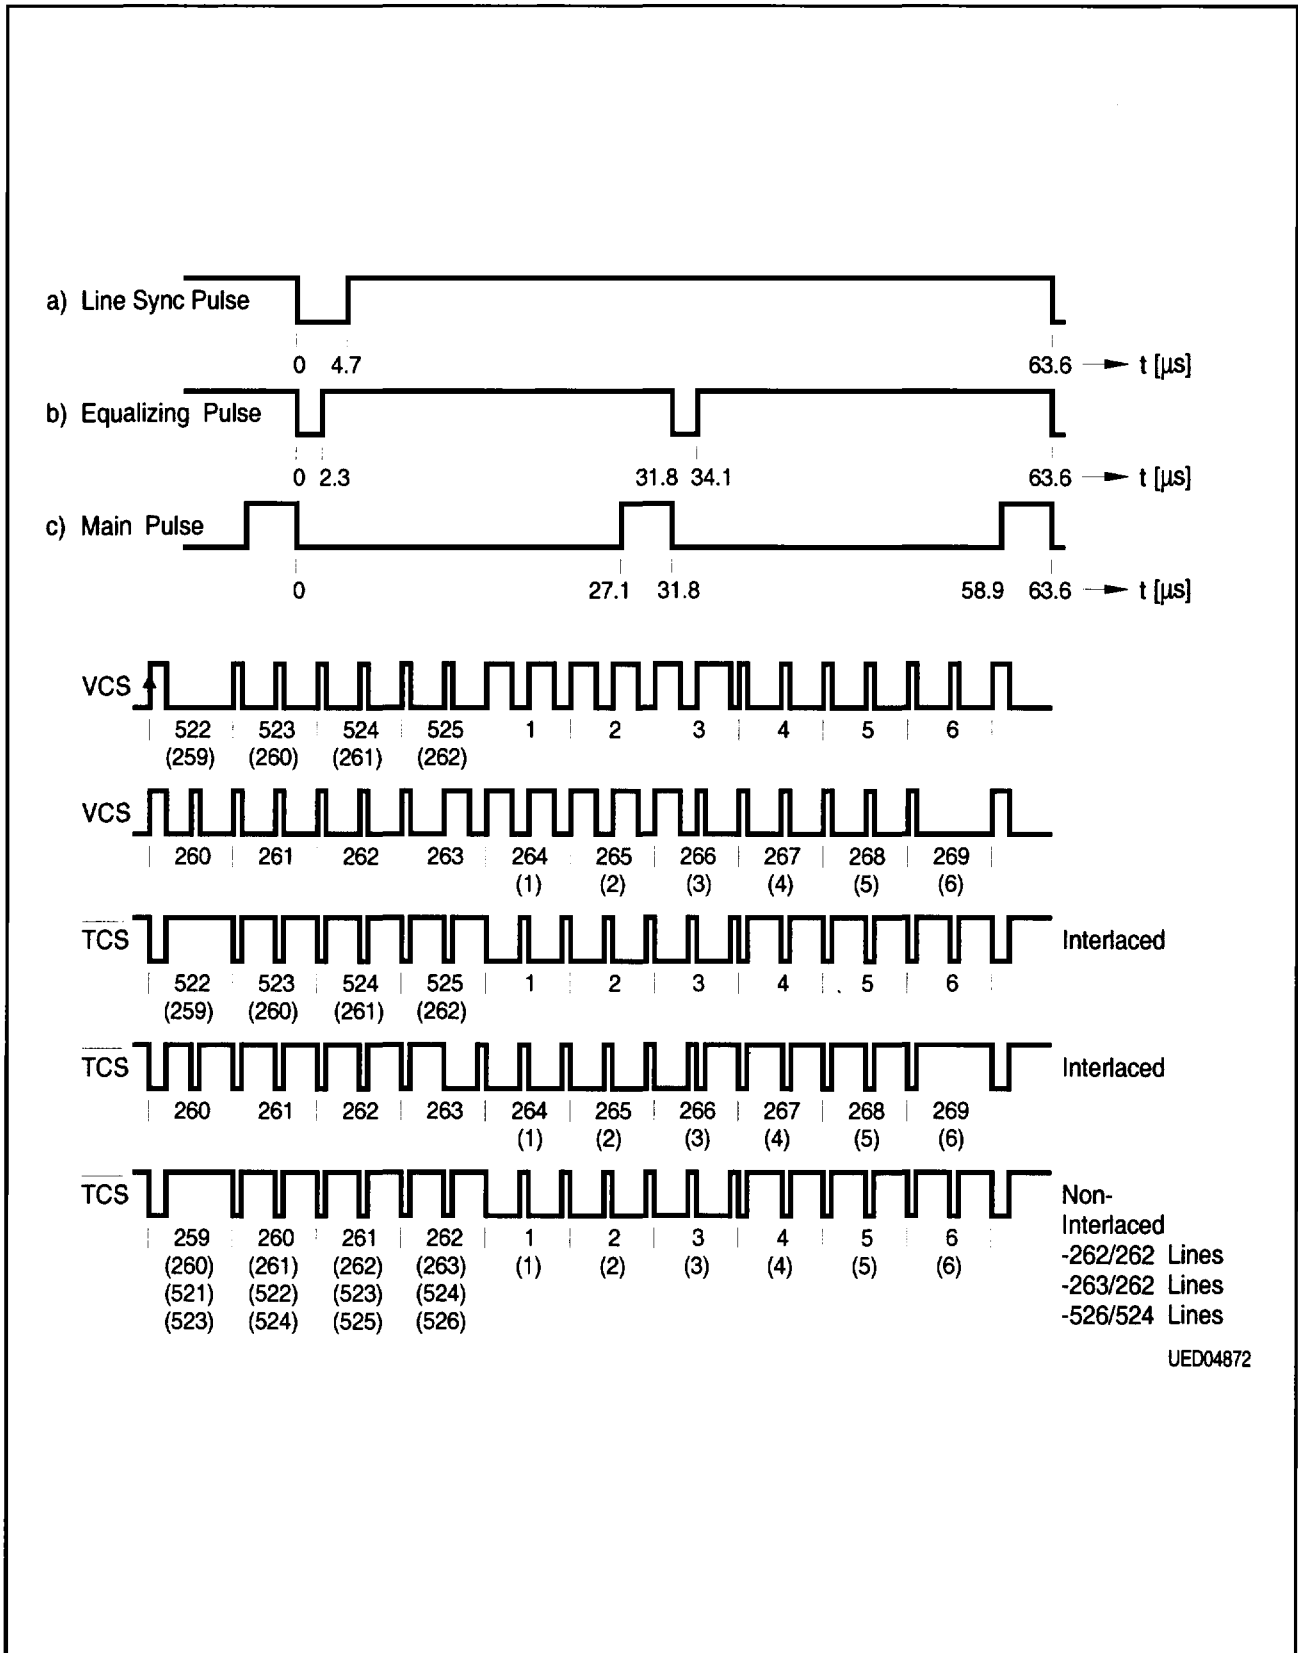 a) Line Sync Pulse
0 4.7 63.6 t [µs]
b) Equalizing Pulse
0 2.3 31.8 34.1 63.6 t [µs]
c) Main Pulse
0 27.1 31.8 58.9 63.6 t [µs]
VCS
522 523 524 525 1 2 3 4 5 6
(259) (260) (261) (262)
VCS
260 261 262 263 264 265 266 267 268 269
(1) (2) (3) (4) (5) (6)
TCS Interlaced
522 523 524 525 1 2 3 4 5 6
(259) (260) (261) (262)
TCS Interlaced
260 261 262 263 264 265 266 267 268 269
(1) (2) (3) (4) (5) (6)
TCS Non-
Interlaced
259 260 261 262 1 2 3 4 5 6
(260) (261) (262) (263) (1) (2) (3) (4) (5) (6) -262/262 Lines
(521) (522) (523) (524) -263/262 Lines
(523) (524) (525) (526) -526/524 Lines
UED04872